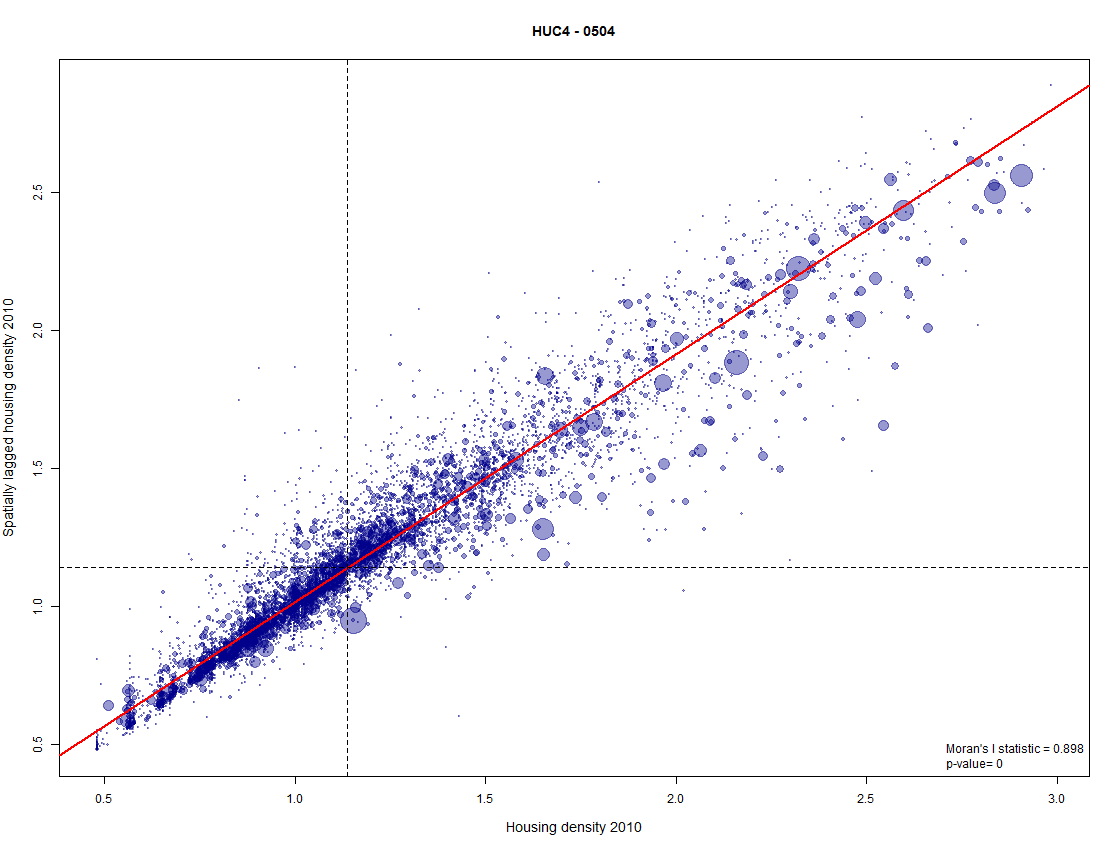 HUC4 - 0504
Spatially lagged housing density 2010
2.5
2.0
1.5
1.0
0.5
Moran's I statistic = 0.898
p-value= 0
0.5 1.0 1.5 2.0 2.5 3.0
Housing density 2010